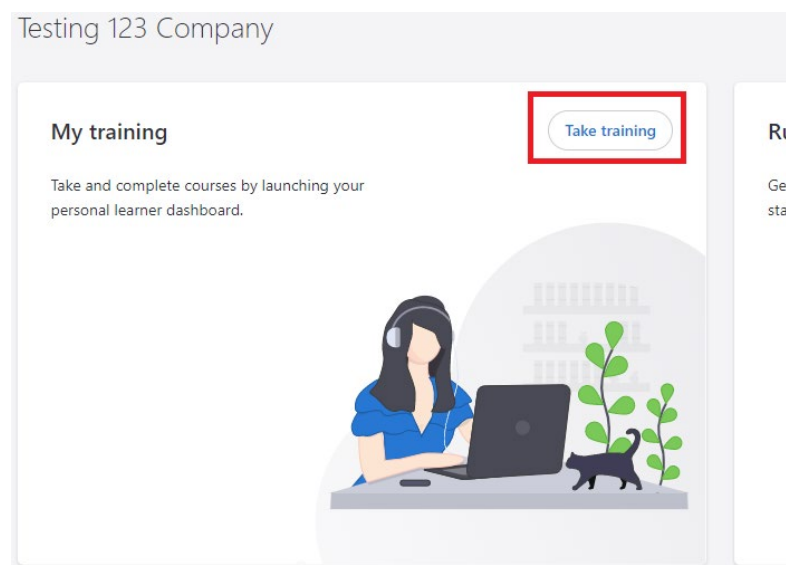 Testing 123 Company
My training
Take training
Take and complete courses by launching your
personal learner dashboard.